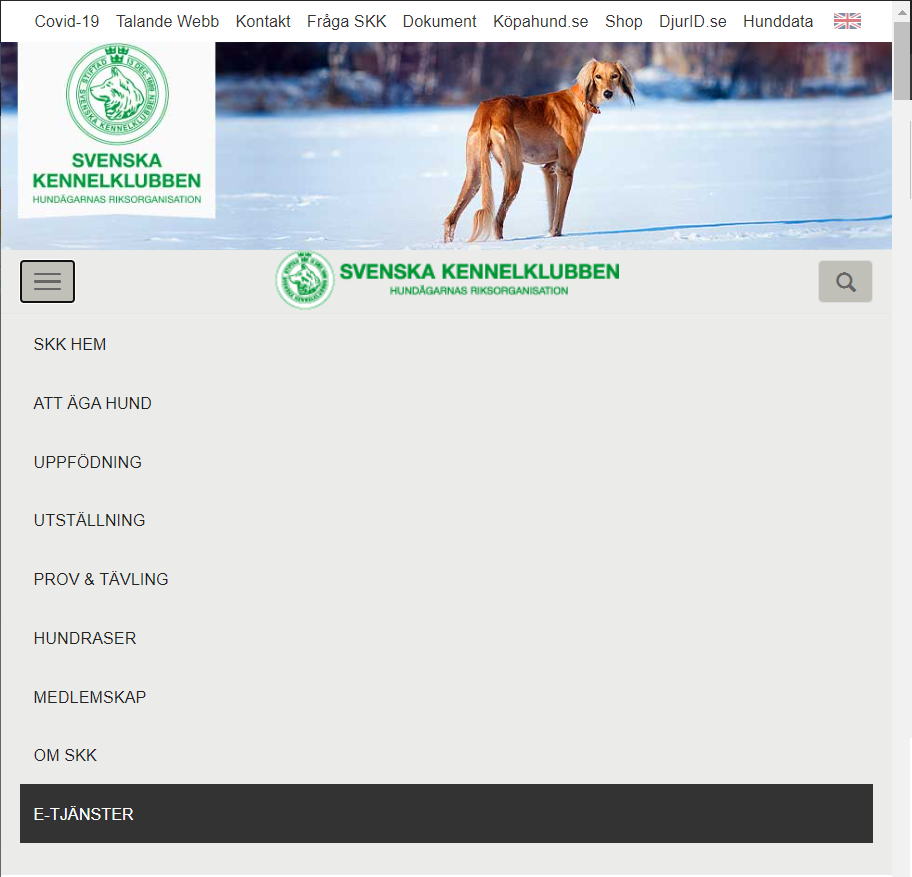 Covid-19 Talande Webb Kontakt Fråga SKK Dokument Köpahund.se Shop DjurID.se Hunddata
STIFTAD 13 DEC. 1889
SVENSKA KENNELKLUBBEN
SVENSKA
KENNELKLUBBEN
HUNDÄGARNAS RIKSORGANISATION
SVENSKA KENNELKLUBBEN
HUNDÄGARNAS RIKSORGANISATION
SKK HEM
ATT ÄGA HUND
UPPFÖDNING
UTSTÄLLNING
PROV & TÄVLING
HUNDRASER
MEDLEMSKAP
OM SKK
E-TJÄNSTER